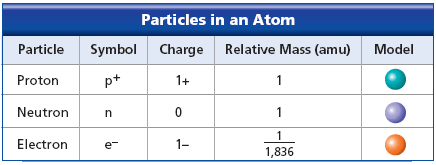 Particles in an Atom
Particle Symbol Charge Relative Mass (amu) Model
Proton p⁺ 1+ 1
Neutron n 0 1
Electron e⁻ 1– 1/1,836